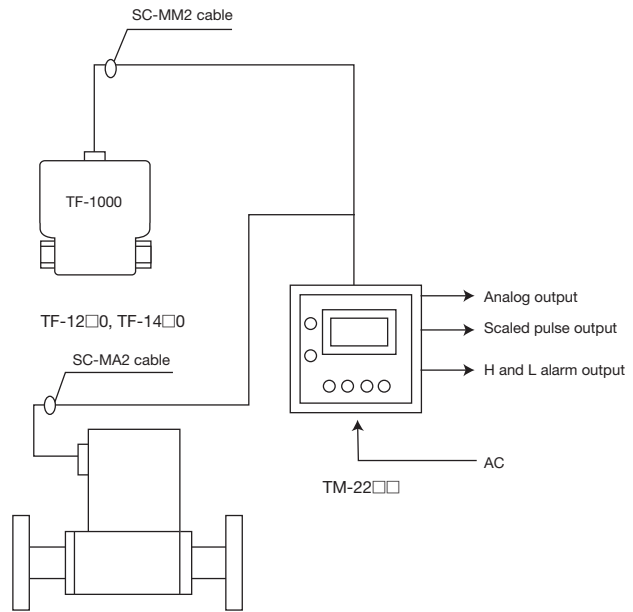 SC-MM2 cable
TF-1000
TF-12□0, TF-14□0
SC-MA2 cable
Analog output
Scaled pulse output
H and L alarm output
AC
TM-22□□